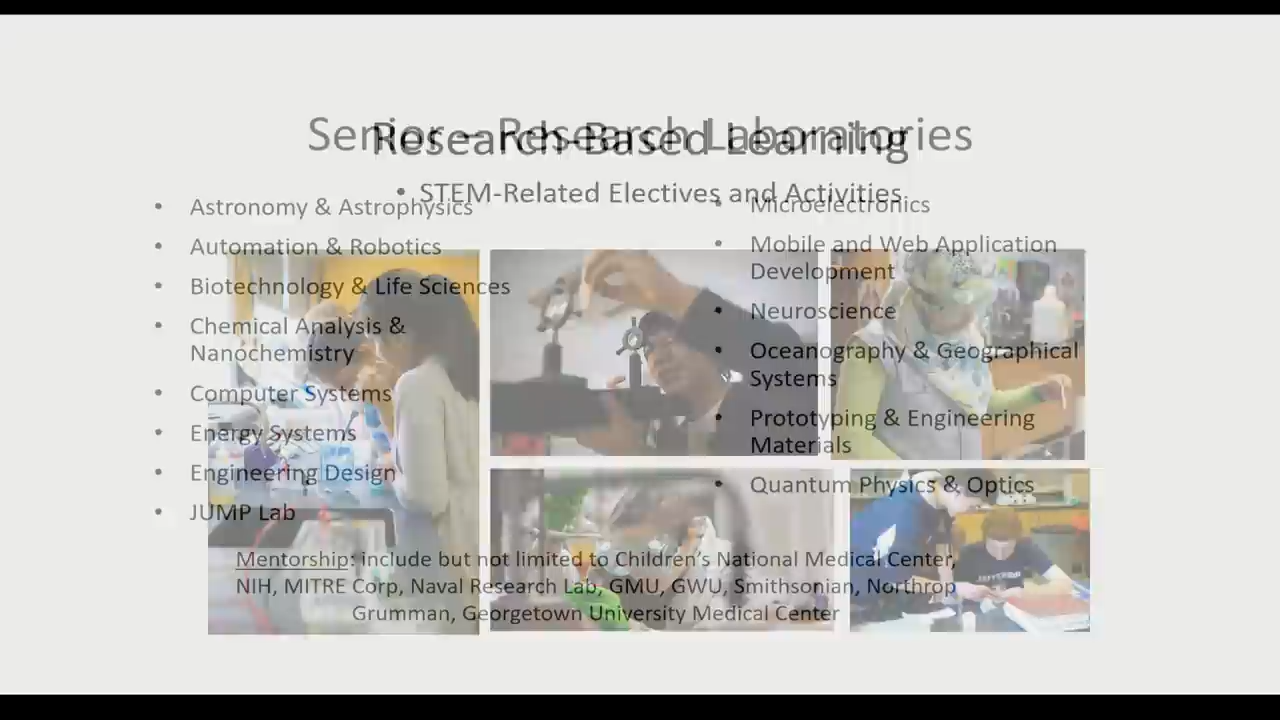 Senior – Research Laboratories
Research-Based Learning
• STEM-Related Electives and Activities
• Astronomy & Astrophysics
• Automation & Robotics
• Biotechnology & Life Sciences
• Chemical Analysis &
Nanochemistry
• Computer Systems
• Energy Systems
• Engineering Design
• JUMP Lab
• Microelectronics
• Mobile and Web Application
Development
• Neuroscience
• Oceanography & Geographical
Systems
• Prototyping & Engineering
Materials
• Quantum Physics & Optics
Mentorship: include but not limited to Children's National Medical Center,
NIH, MITRE Corp, Naval Research Lab, GMU, GWU, Smithsonian, Northrop
Grumman, Georgetown University Medical Center
JEFFERSON